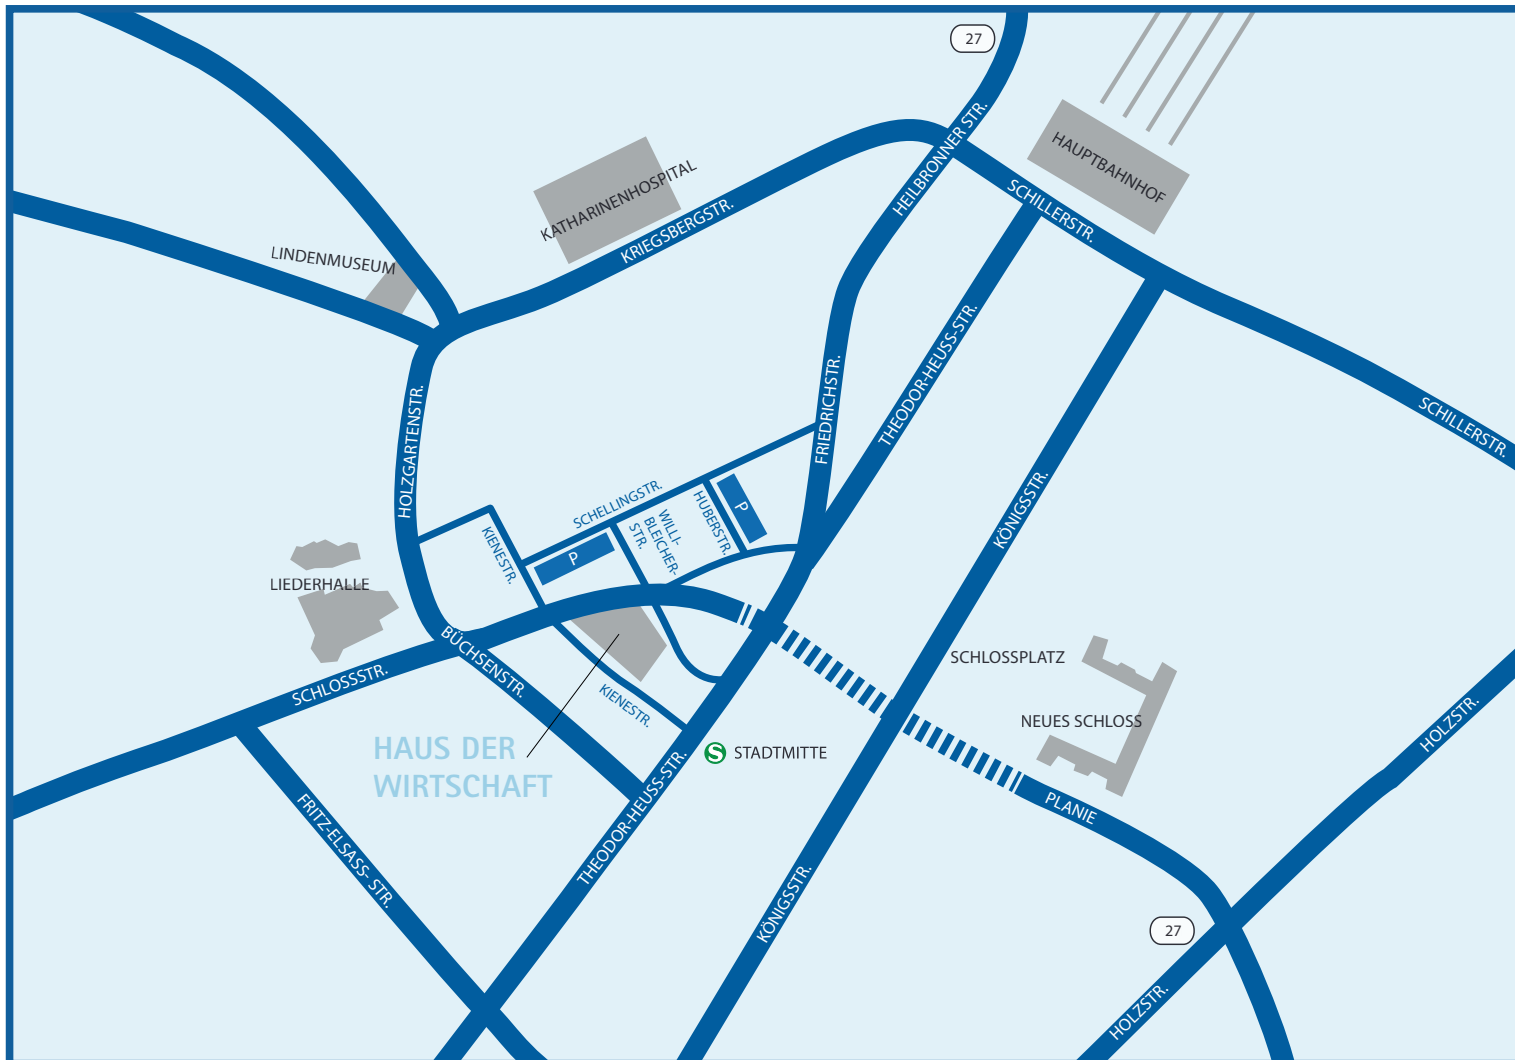 27
HEILBRONNER STR.
HAUPTBAHNHOF
KATHARINENHOSPITAL
KRIEGSBERGSTR.
SCHILLERSTR.
LINDENMUSEUM
HOLZGARTENSTR.
FRIEDRICHSTR.
THEODOR-HEUSS-STR.
SCHILLERSTR.
KÖNIGSSTR.
SCHELLINGSTR.
KIENESTR.
P
WILLI-
BLEICHER-
STR.
HUBERSTR.
P
LIEDERHALLE
BÜCHSENSTR.
SCHLOSSSTR.
KIENESTR.
SCHLOSSPLATZ
NEUES SCHLOSS
HOLZSTR.
HAUS DER
WIRTSCHAFT
S
STADTMITTE
THEODOR-HEUSS-STR.
FRITZ-ELSASS- STR.
PLANIE
KÖNIGSSTR.
27
HOLZSTR.